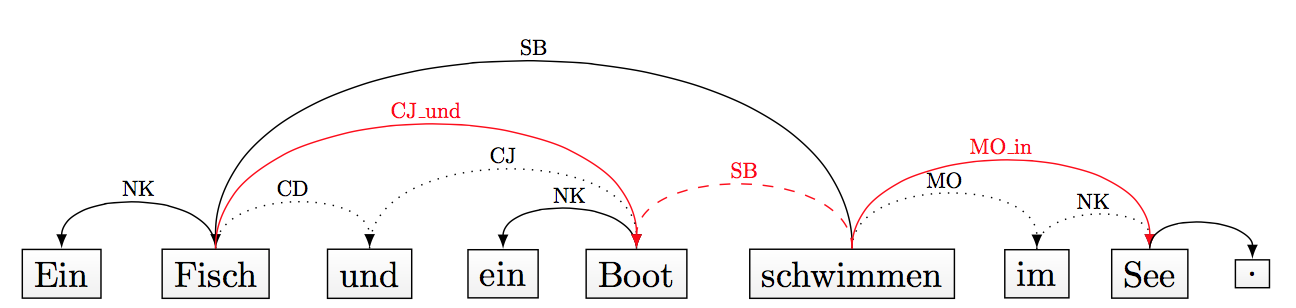 SB
CJ_und
MO_in
CJ
SB
MO
NK
CD
NK
NK
Ein Fisch und ein Boot schwimmen im See .